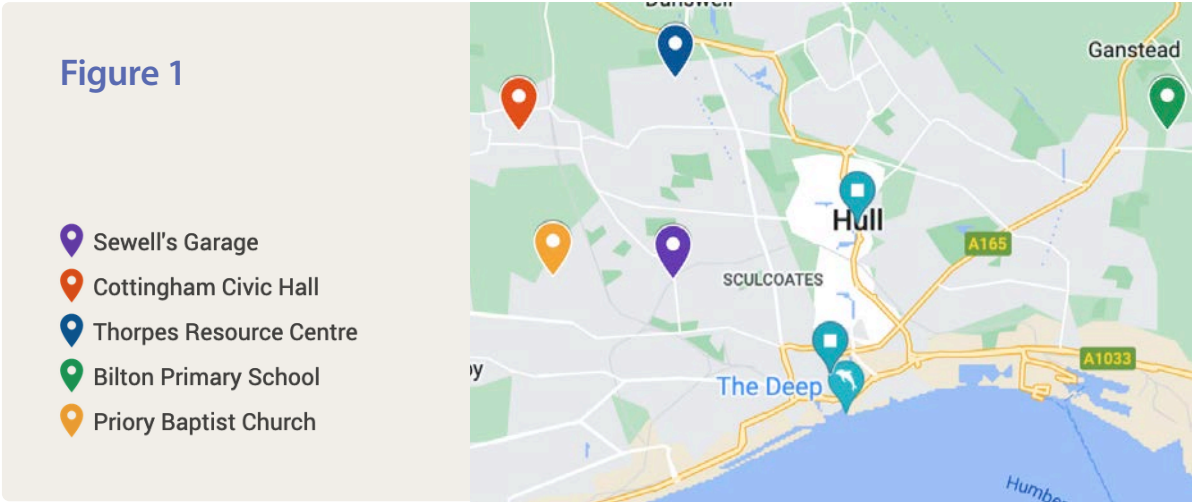 Figure 1
Sewell's Garage
Cottingham Civic Hall
Thorpes Resource Centre
Bilton Primary School
Priory Baptist Church
Ganstead
Hull
A165
SCULCOATES
The Deep
A1033